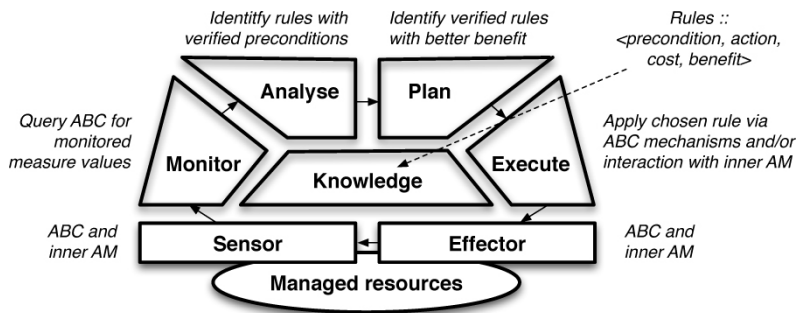 Identitfy rules with
verified preconditions
Identify verified rules
with better benefit
Rules ::
<precondition, action,
cost, benefit>
Analyse
Plan
Query ABC for
monitored
measure values
Monitor
Knowledge
Execute
Apply chosen rule via
ABC mechanisms and/or
interaction with inner AM
ABC and
inner AM
Sensor
Effector
ABC and
inner AM
Managed resources